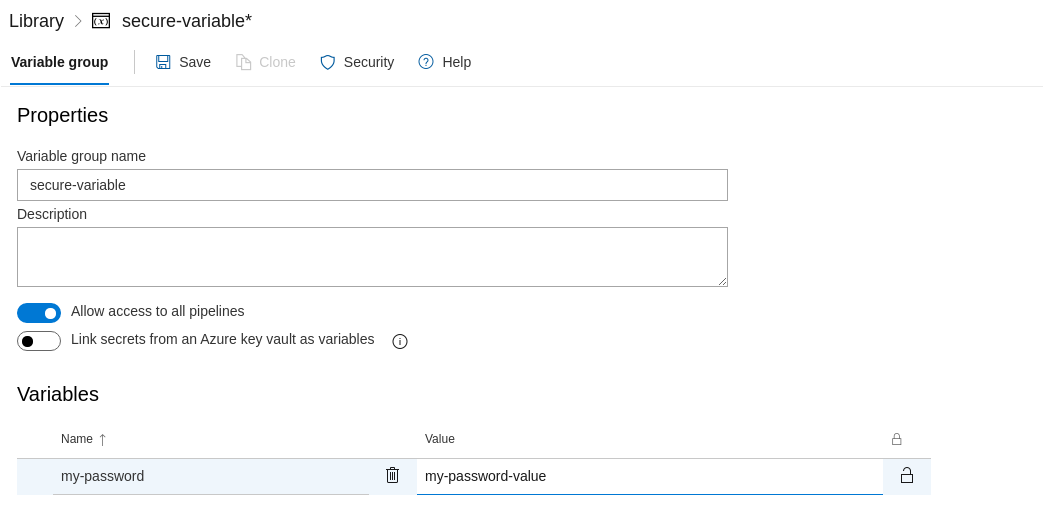 Library > secure-variable*
Variable group Save Clone Security Help
Properties
Variable group name
secure-variable
Description
Allow access to all pipelines
Link secrets from an Azure key vault as variables
Variables
Name ↑ Value
my-password my-password-value